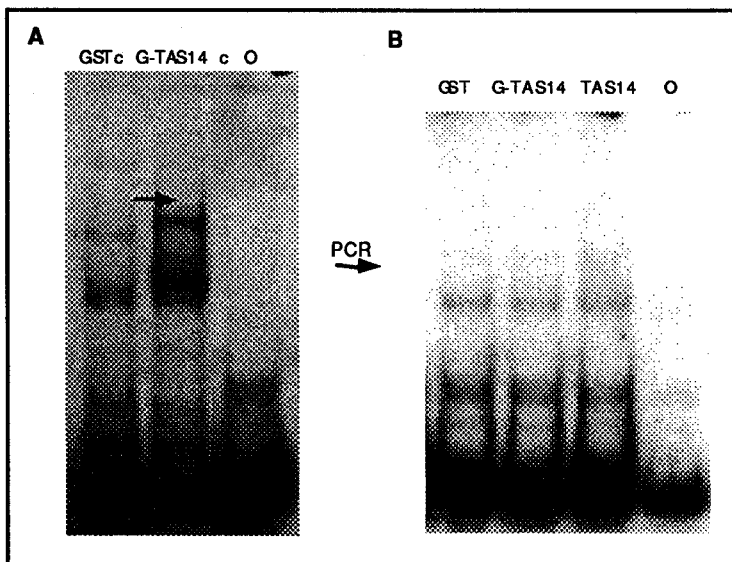 A
GSTc G-TAS14 c O
B
GST G-TAS14 TAS14 O
PCR